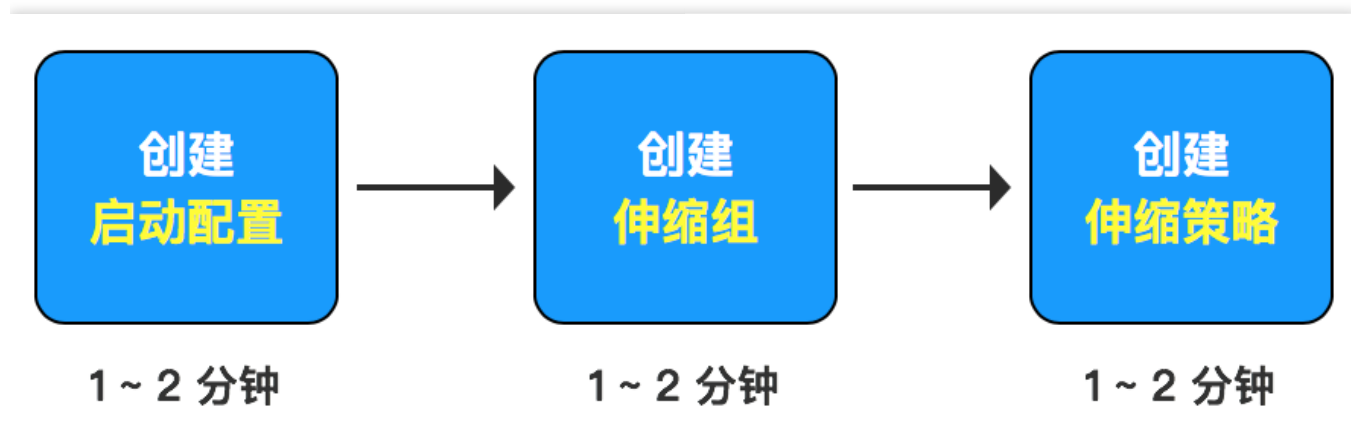 创建
启动配置
创建
伸缩组
创建
伸缩策略
1 ~ 2 分钟
1 ~ 2 分钟
1 ~ 2 分钟